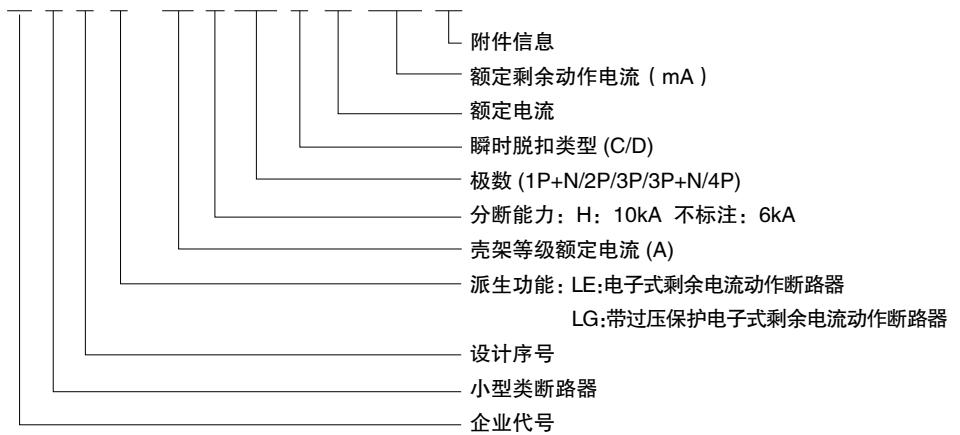 附件信息
额定剩余动作电流（mA）
额定电流
瞬时脱扣类型 (C/D)
极数 (1P+N/2P/3P/3P+N/4P)
分断能力：H：10kA 不标注：6kA
壳架等级额定电流 (A)
派生功能：LE:电子式剩余电流动作断路器
LG:带过压保护电子式剩余电流动作断路器
设计序号
小型类断路器
企业代号